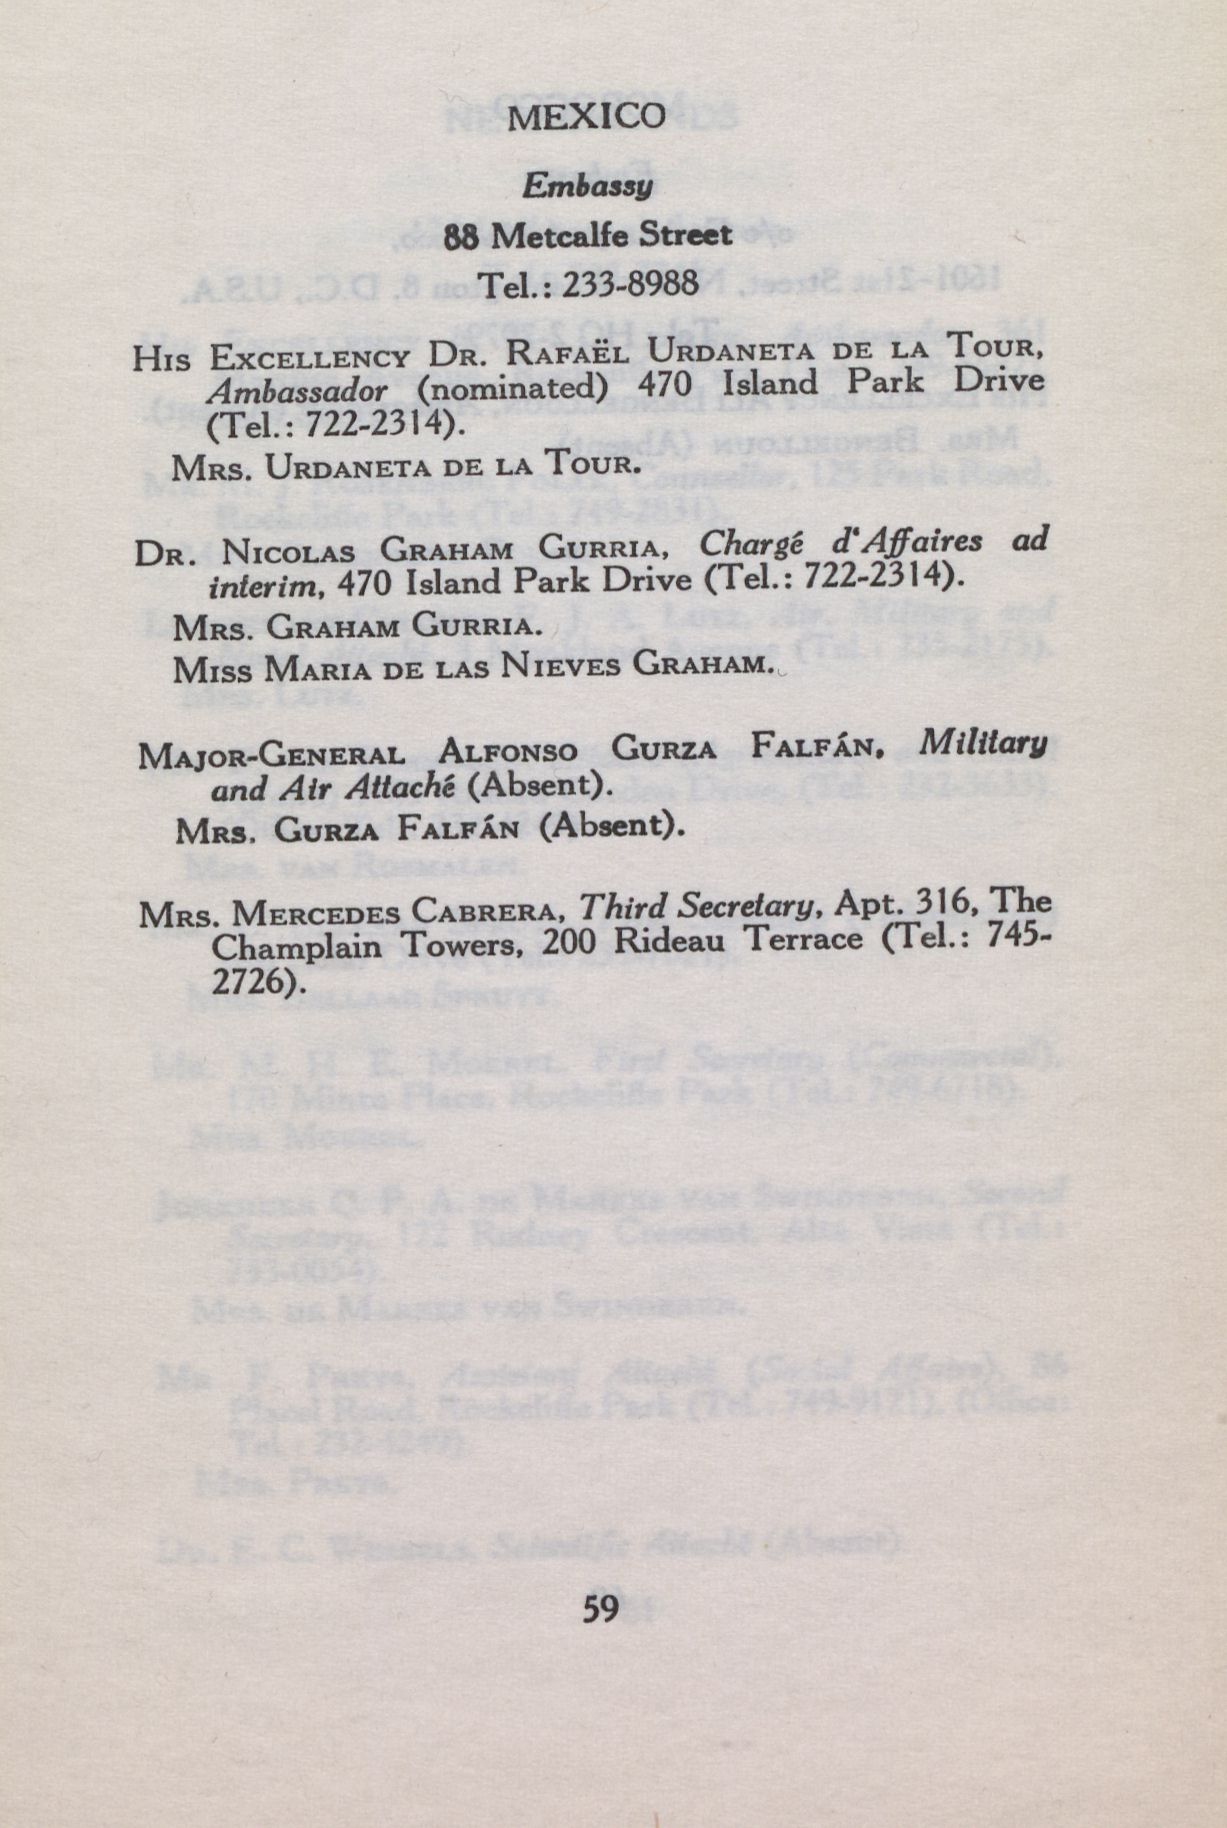 MEXICO
Embassy
88 Metcalfe Street
Tel.: 233-8988
His Excellency Dr. Rafaël Urdaneta de la Tour,
Ambassador (nominated) 470 Island Park Drive
(Tel.: 722-2314).
Mrs. Urdaneta de la Tour.
Dr. Nicolas Graham Gurria, Chargé d'Affaires ad
interim, 470 Island Park Drive (Tel.: 722-2314).
Mrs. Graham Gurria.
Miss Maria de las Nieves Graham.
Major-General Alfonso Gurza Falfán, Military
and Air Attaché (Absent).
Mrs. Gurza Falfán (Absent).
Mrs. Mercedes Cabrera, Third Secretary, Apt. 316, The
Champlain Towers, 200 Rideau Terrace (Tel.: 745-
2726).
59